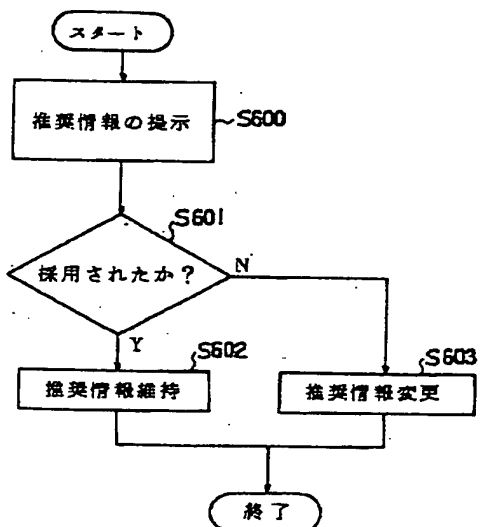 スタート
推奨情報の提示
S600
S601
採用されたか？
N
Y
S602
推奨情報維持
S603
推奨情報変更
終了